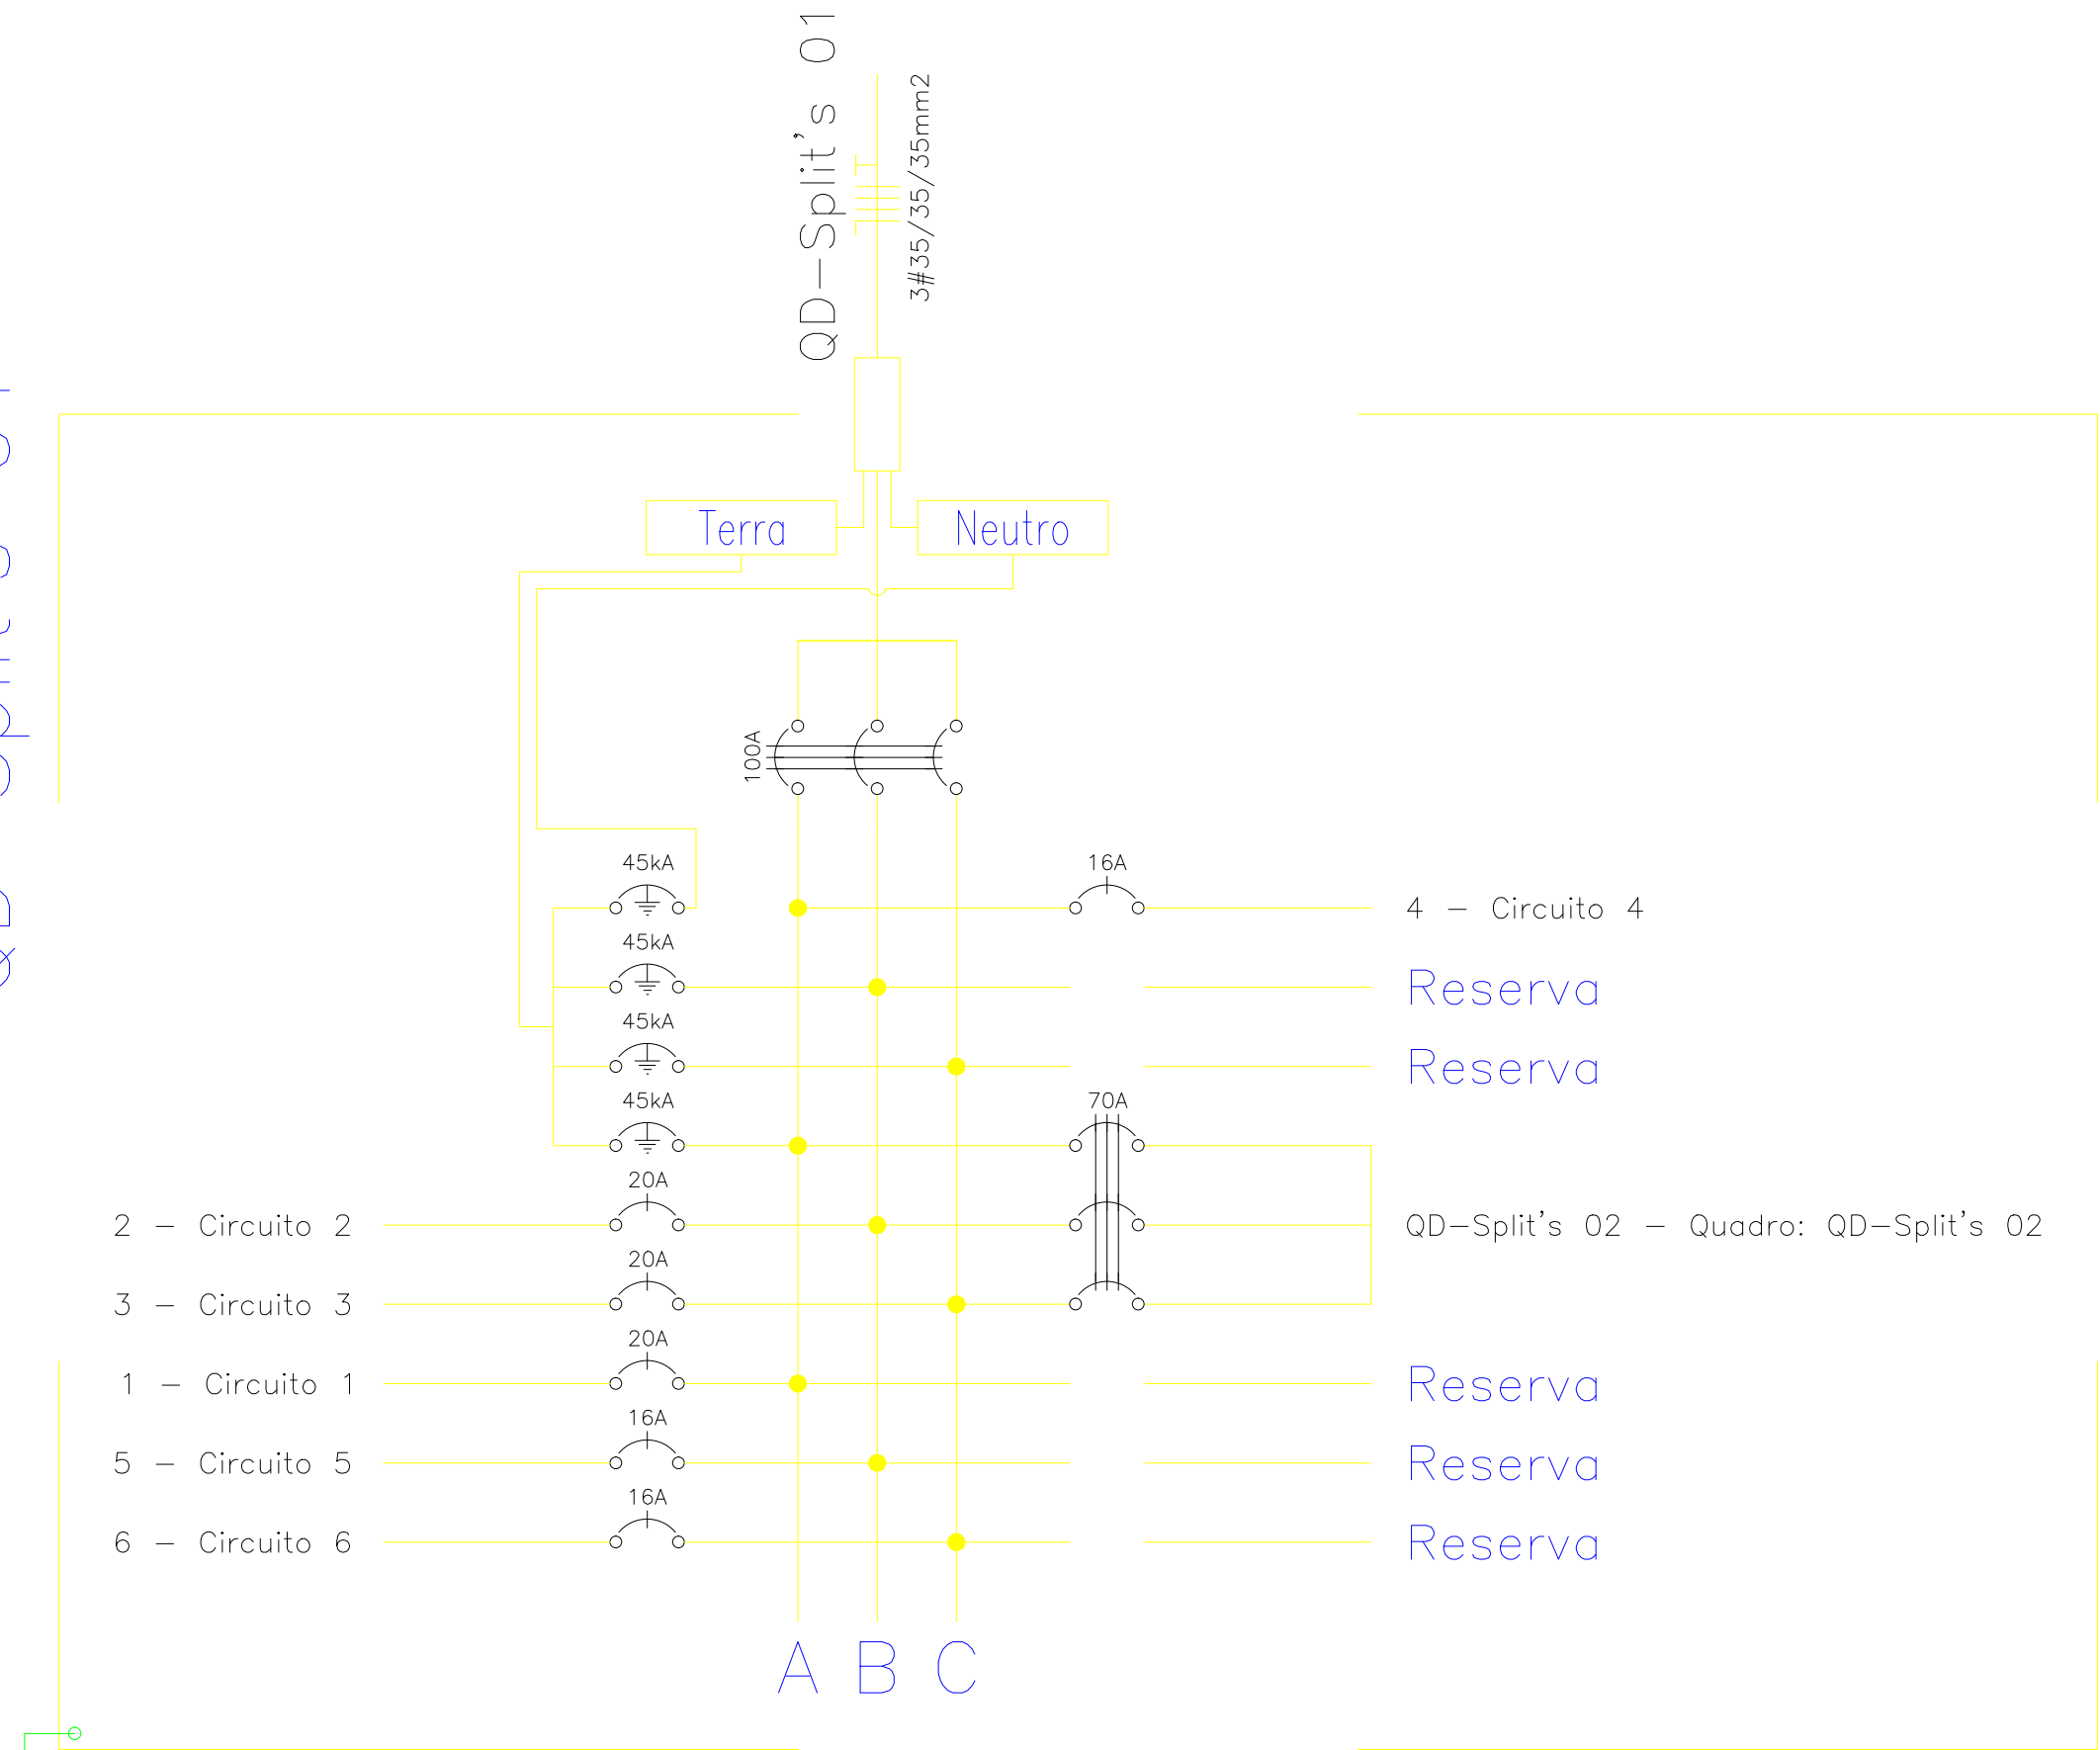 QD-Split's 01
3#35/35/35mm2
Terra
Neutro
100A
45kA
16A
4 - Circuito 4
45kA
Reserva
45kA
Reserva
45kA
70A
20A
2 - Circuito 2
QD-Split's 02 - Quadro: QD-Split's 02
20A
3 - Circuito 3
20A
1 - Circuito 1
Reserva
16A
5 - Circuito 5
Reserva
16A
6 - Circuito 6
Reserva
A B C